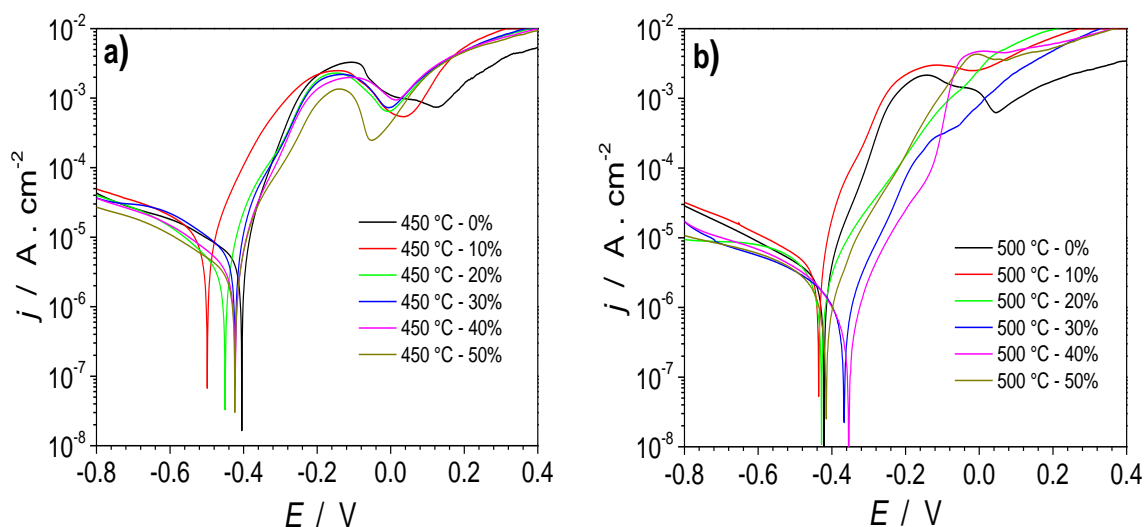 a)
10^-2
10^-3
10^-4
10^-5
10^-6
10^-7
10^-8
j / A . cm^-2
450 °C - 0%
450 °C - 10%
450 °C - 20%
450 °C - 30%
450 °C - 40%
450 °C - 50%
-0.8 -0.6 -0.4 -0.2 0.0 0.2 0.4
E / V
b)
10^-2
10^-3
10^-4
10^-5
10^-6
10^-7
10^-8
j / A . cm^-2
500 °C - 0%
500 °C - 10%
500 °C - 20%
500 °C - 30%
500 °C - 40%
500 °C - 50%
-0.8 -0.6 -0.4 -0.2 0.0 0.2 0.4
E / V